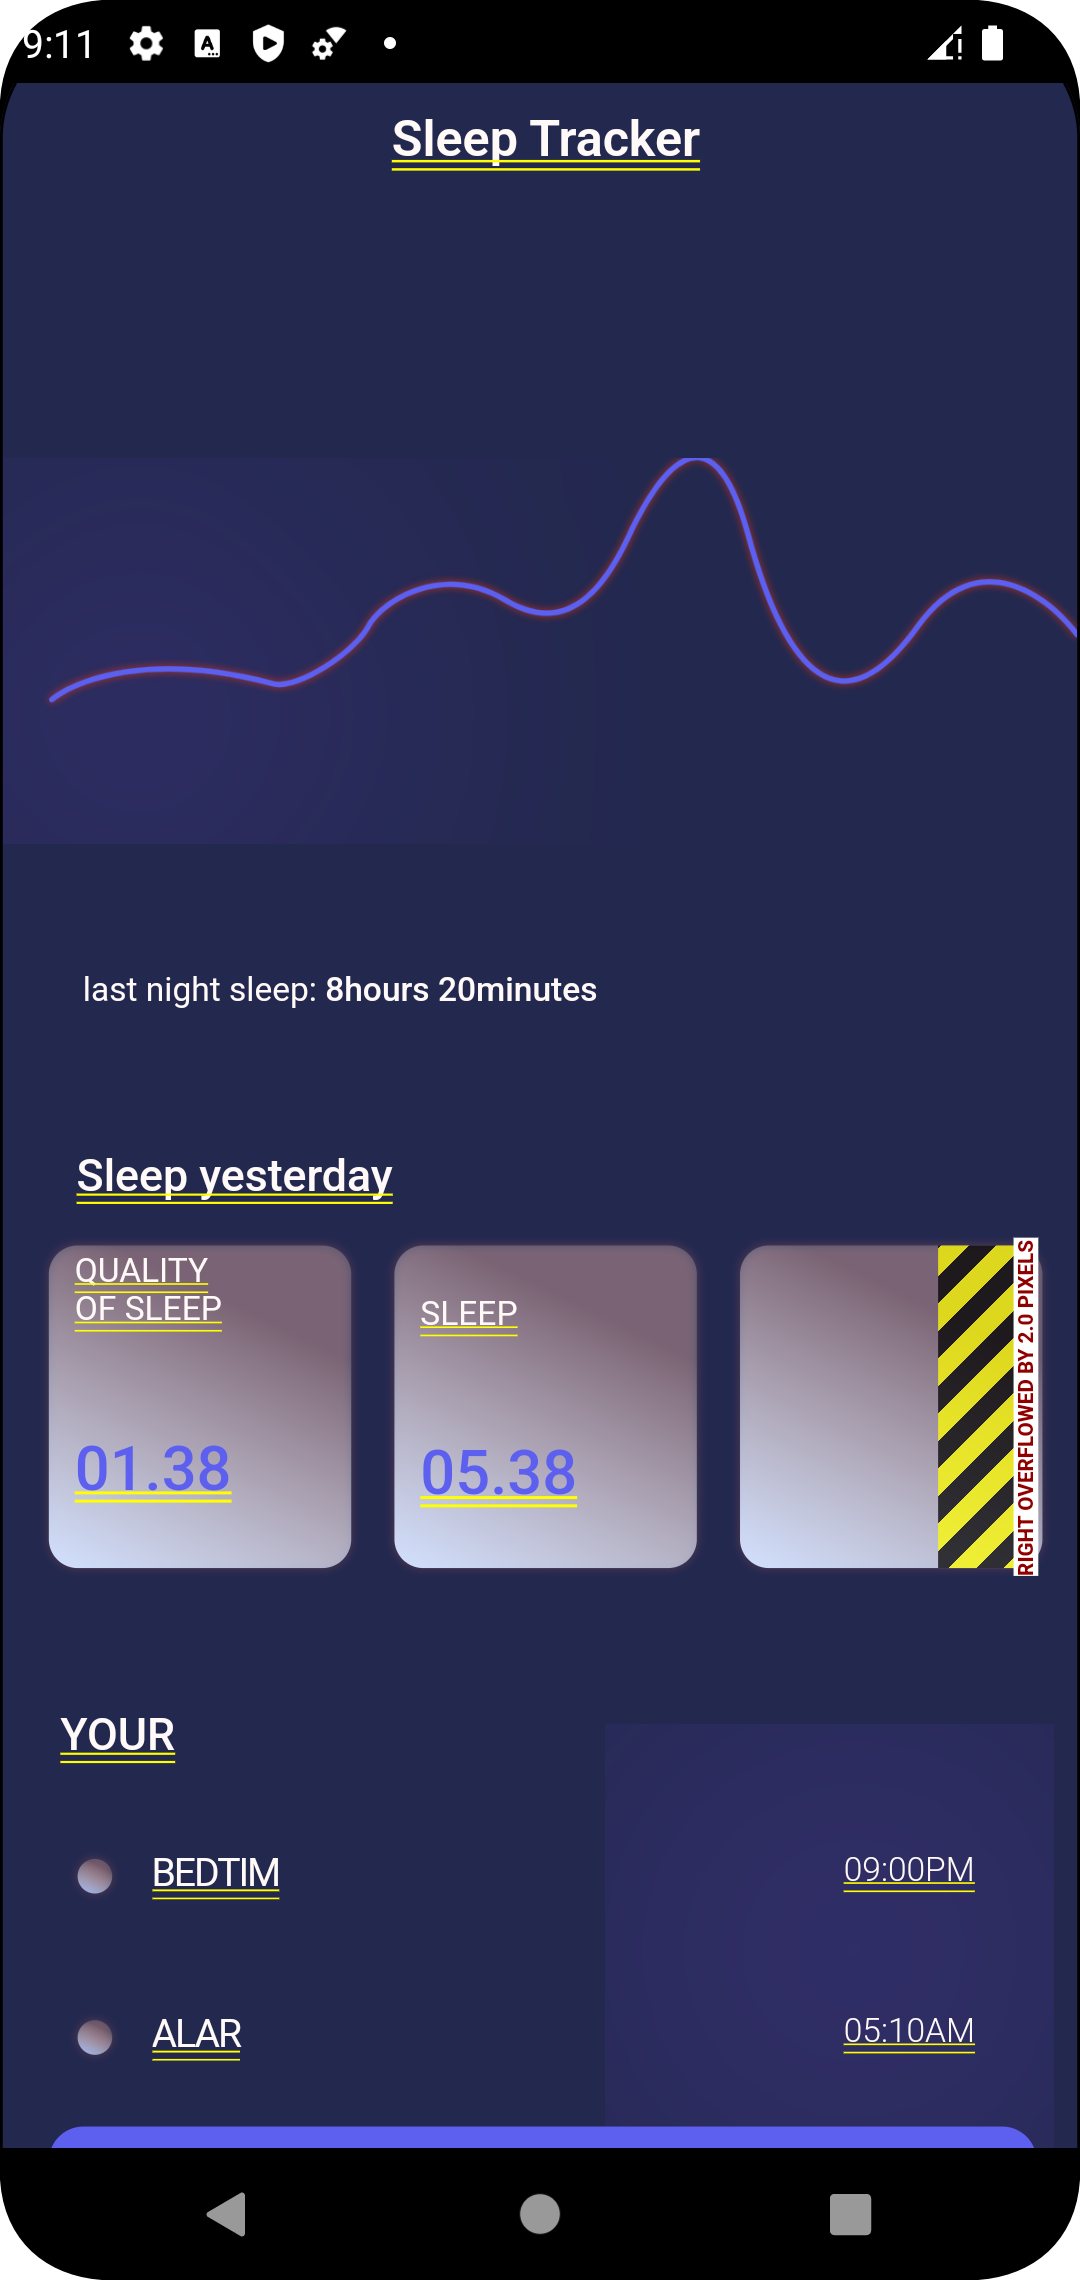 9:11
Sleep Tracker
last night sleep: 8hours 20minutes
Sleep yesterday
QUALITY
OF SLEEP
01.38
SLEEP
05.38
RIGHT OVERFLOWED BY 2.0 PIXELS
YOUR
BEDTIM
09:00PM
ALAR
05:10AM